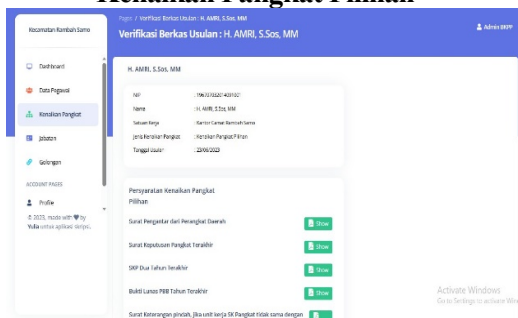 Kenaikan Pangkat Pilihan
Kecamatan Rambah Samo
Pages / Verifikasi Berkas Usulan : H. AMRI, S.Sos, MM
Verifikasi Berkas Usulan : H. AMRI, S.Sos, MM
Admin BKPP
Dashboard
Data Pegawai
Kenaikan Pangkat
Jabatan
Golongan
ACCOUNT PAGES
Profile
© 2023, made with by
Yulia untuk aplikasi skripsi.
H. AMRI, S.Sos, MM
NIP
Nama : H. AMRI, S.Sos, MM
Satuan Kerja : Kantor Camat Rambah Samo
Jenis Kenaikan Pangkat : Kenaikan Pangkat Pilihan
Tanggal Usulan : 23/06/2023
Persyaratan Kenaikan Pangkat
Pilihan
Surat Pengantar dari Perangkat Daerah Show
Surat Keputusan Pangkat Terakhir Show
SKP Dua Tahun Terakhir Show
Bukti Lunas PBB Tahun Terakhir Show
Surat Keterangan pindah, jika unit kerja SK Pangkat tidak sama dengan
Activate Windows
Go to Settings to activate Win